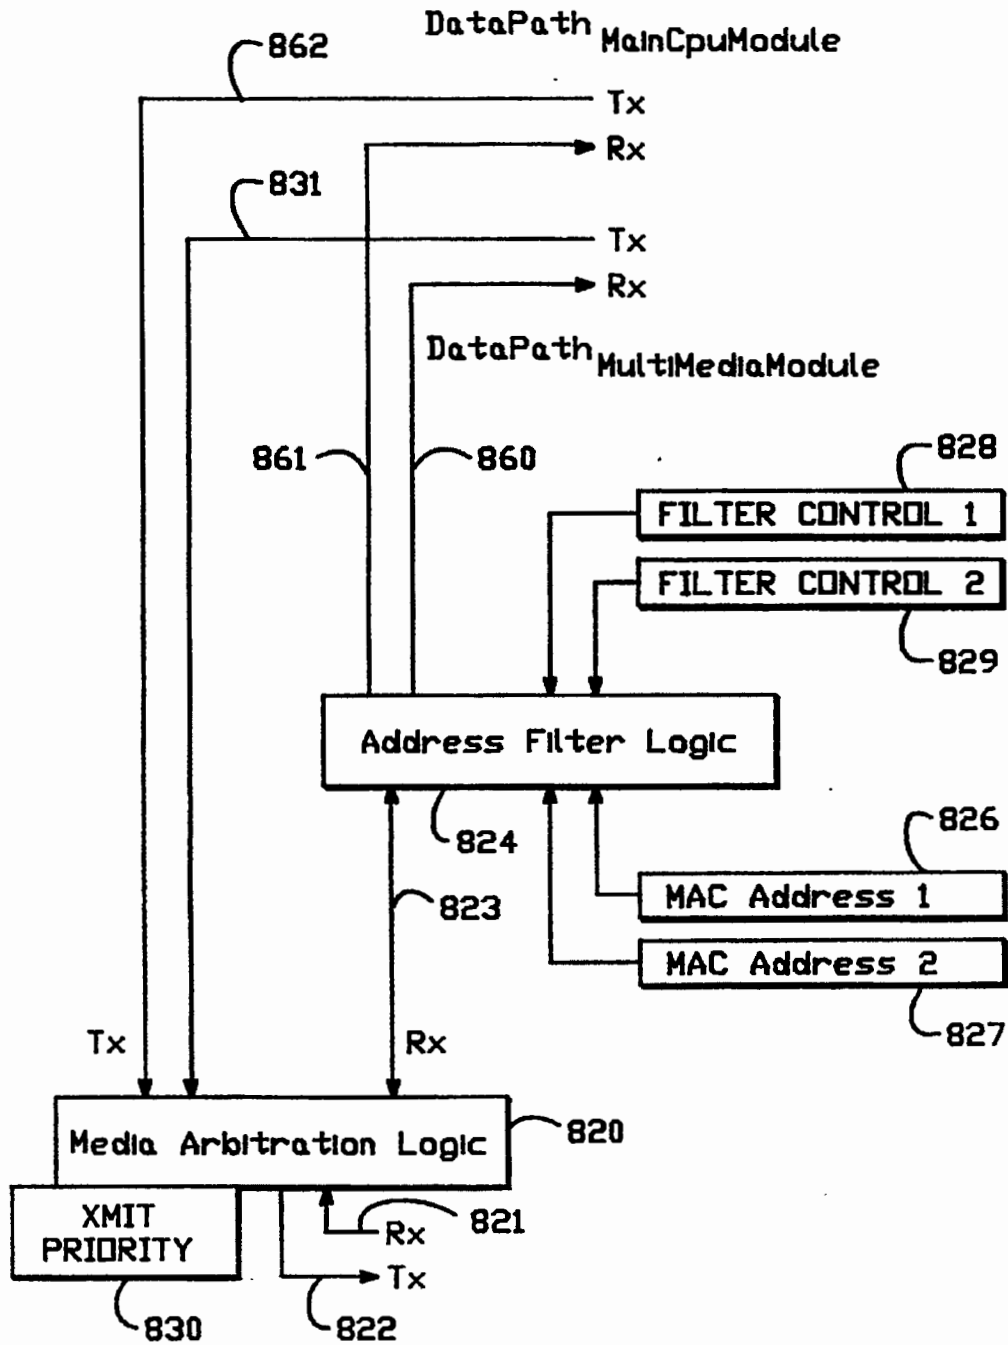 DataPath MainCpuModule
862
Tx
Rx
831
Tx
Rx
DataPath MultiMediaModule
861
860
828
FILTER CONTROL 1
FILTER CONTROL 2
829
Address Filter Logic
824
826
823
MAC Address 1
MAC Address 2
827
Tx
Rx
820
Media Arbitration Logic
XMIT
PRIORITY
821
Rx
Tx
830
822